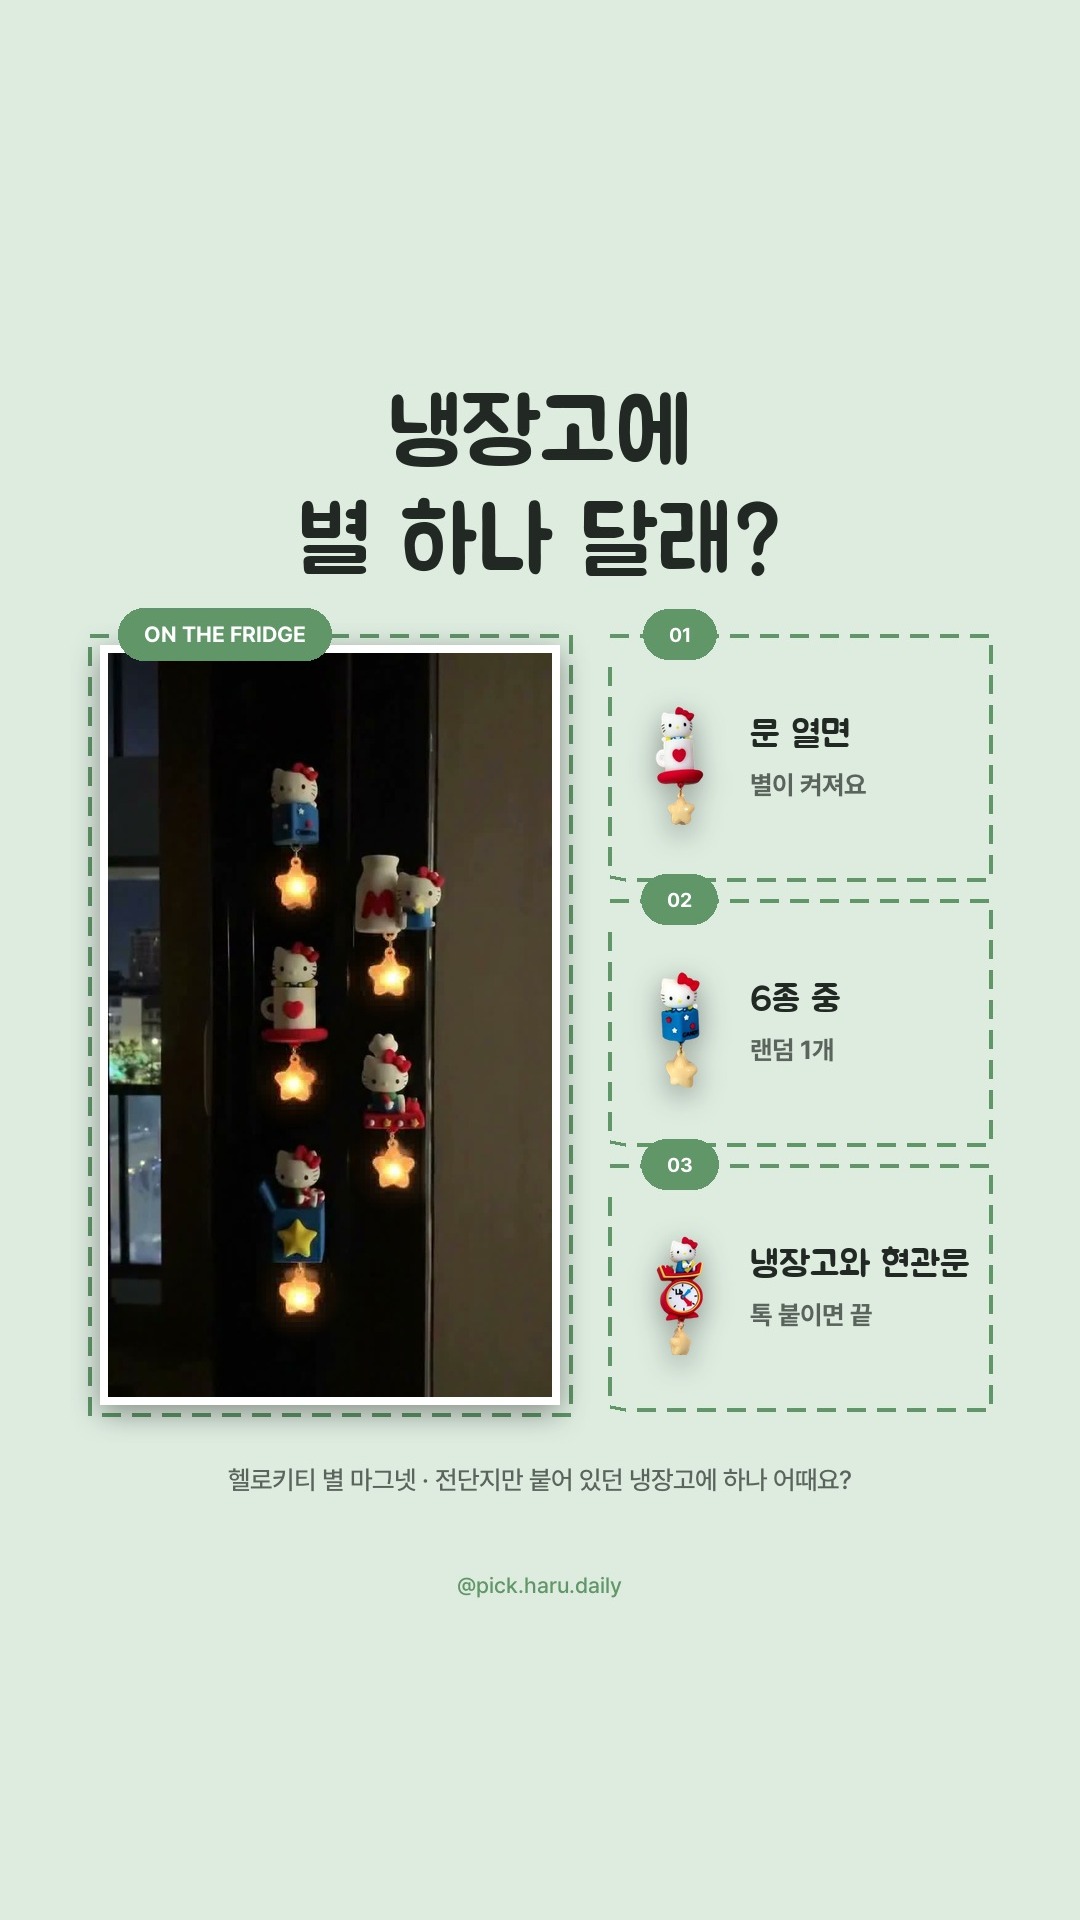 냉장고에
별 하나 달래?
ON THE FRIDGE
M
01
문 열면
별이 켜져요
02
6종 중
랜덤 1개
03
냉장고와 현관문
톡 붙이면 끝
헬로키티 별 마그넷 · 전단지만 붙어 있던 냉장고에 하나 어때요?
@pick.haru.daily